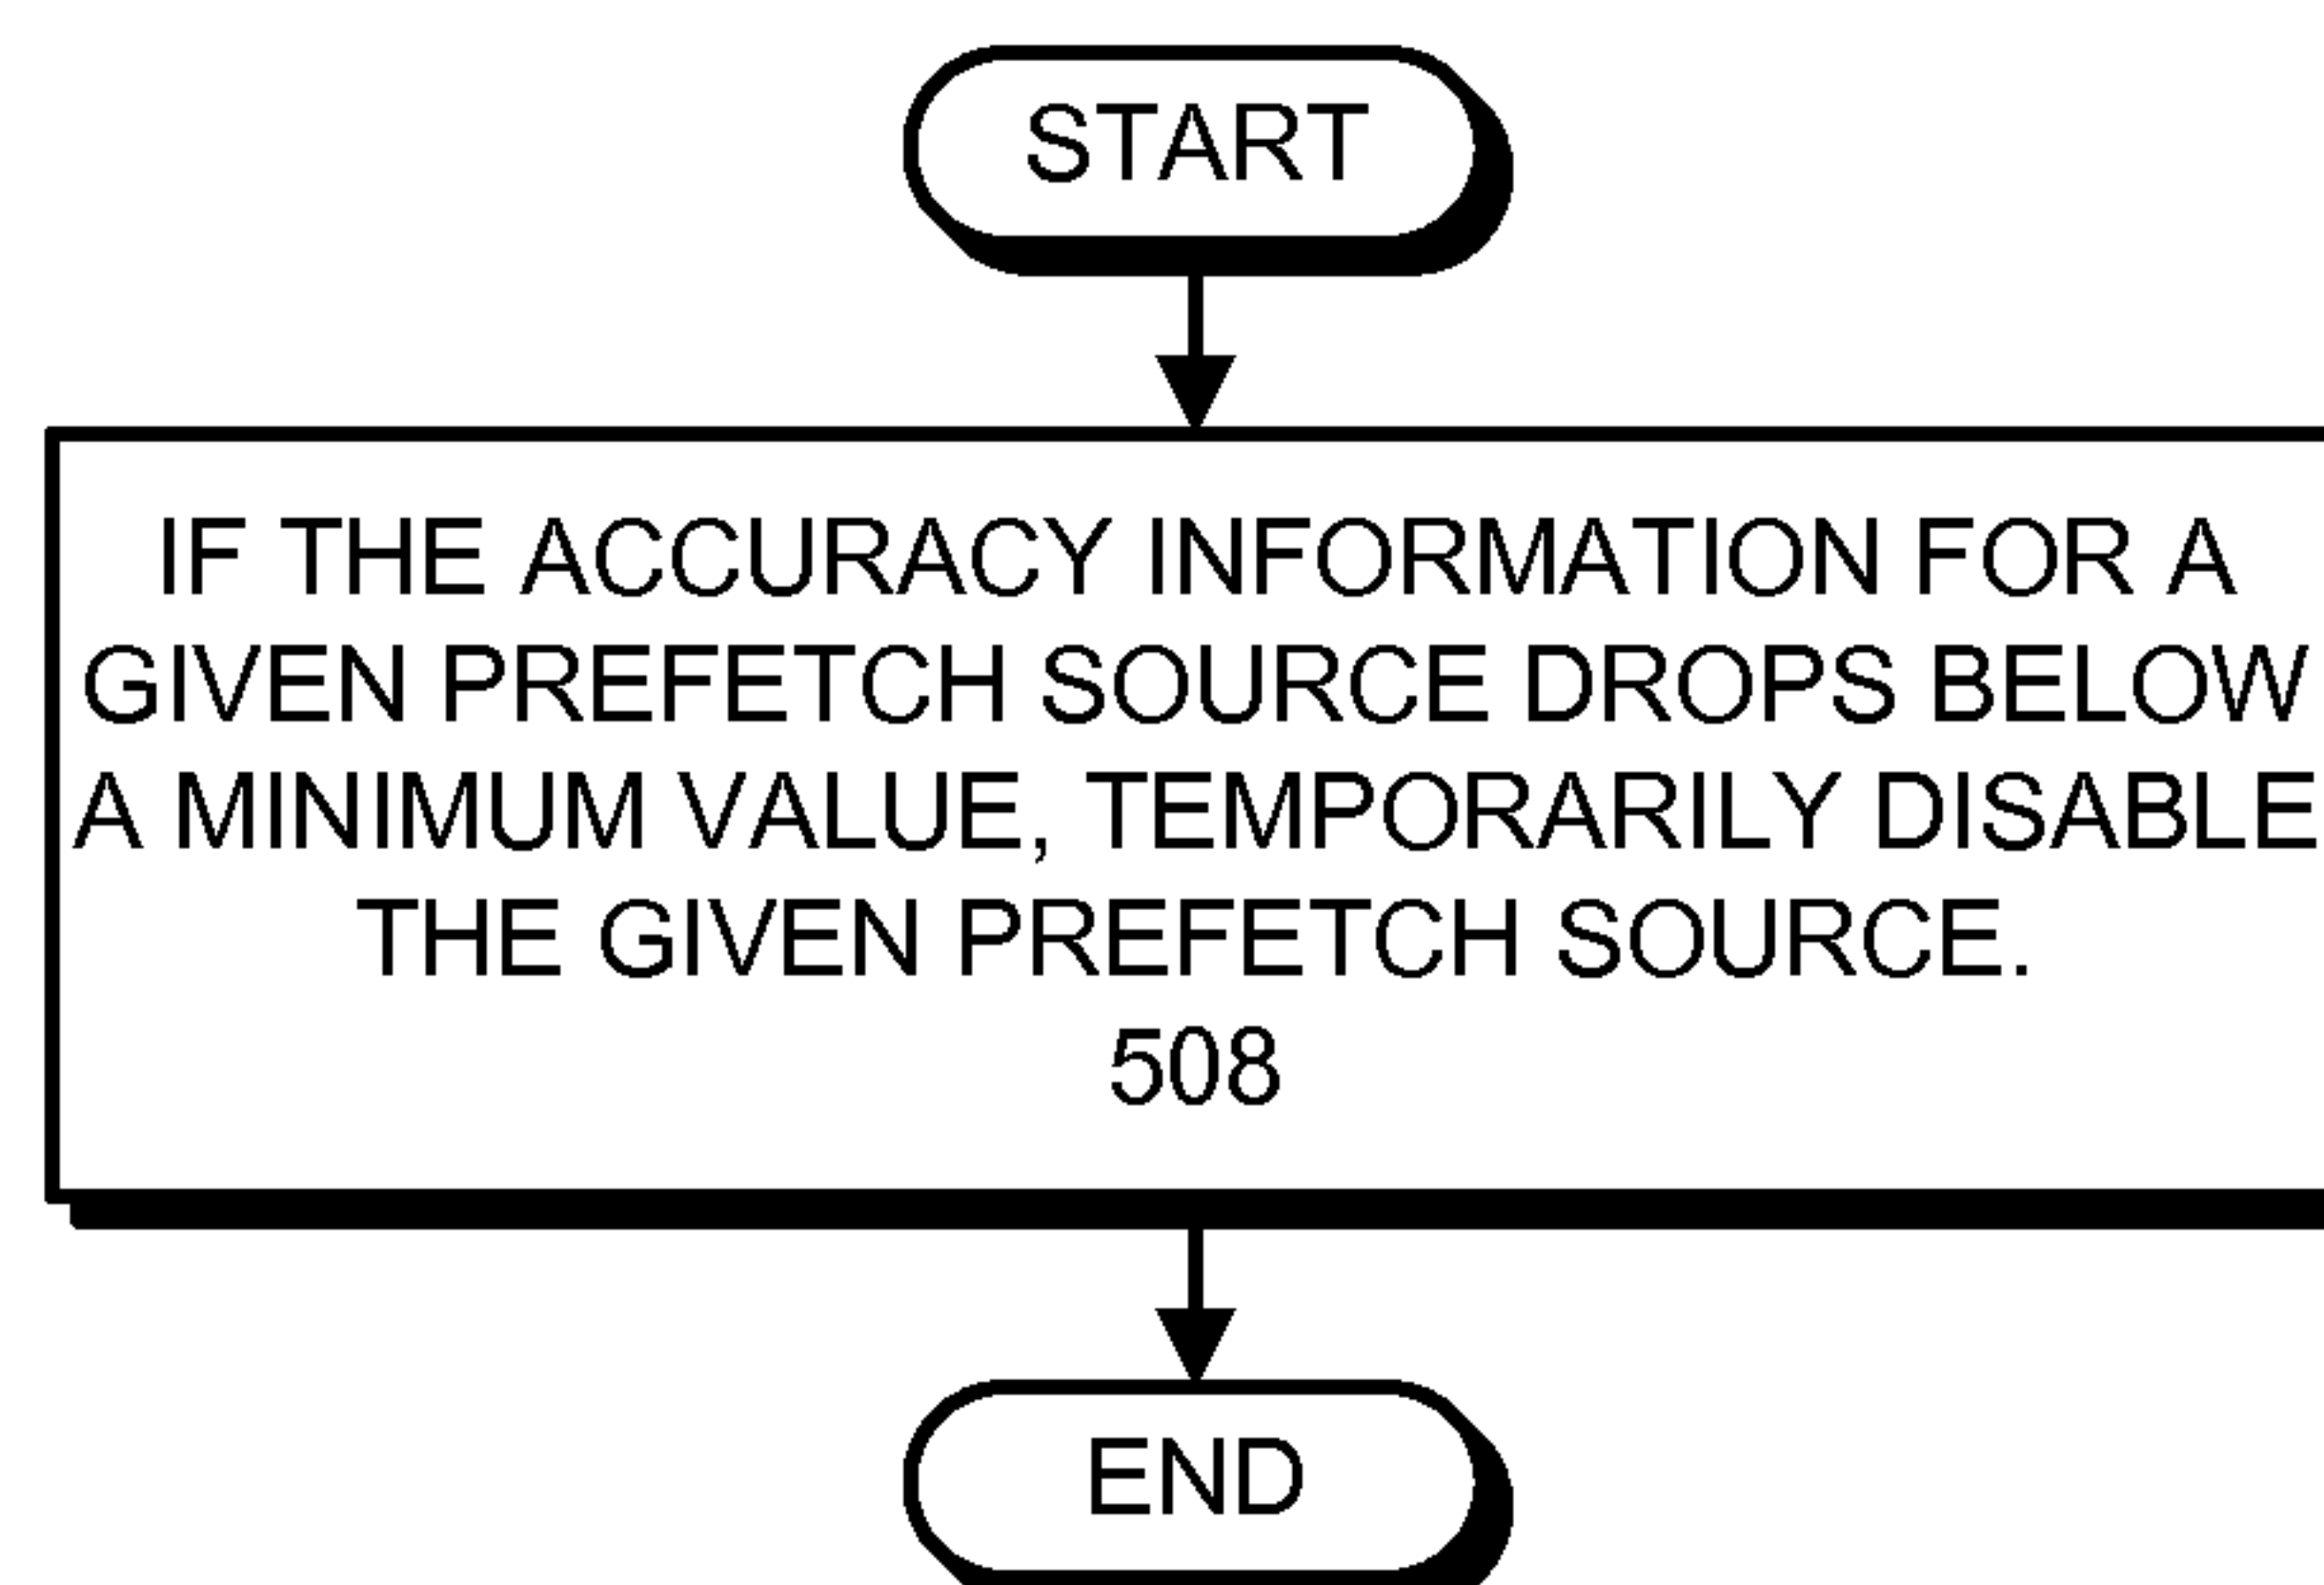 START
IF THE ACCURACY INFORMATION FOR A
GIVEN PREFETCH SOURCE DROPS BELOW
A MINIMUM VALUE, TEMPORARILY DISABLE
THE GIVEN PREFETCH SOURCE.
508
END